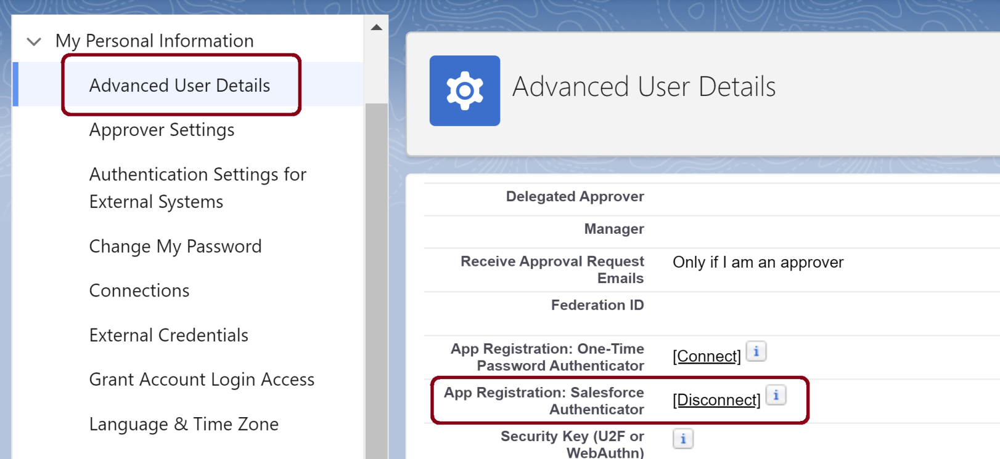 My Personal Information
Advanced User Details
Approver Settings
Authentication Settings for
External Systems
Change My Password
Connections
External Credentials
Grant Account Login Access
Language & Time Zone
Advanced User Details
Delegated Approver
Manager
Receive Approval Request
Emails
Only if I am an approver
Federation ID
App Registration: One-Time
Password Authenticator
[Connect] i
App Registration: Salesforce
Authenticator
[Disconnect] i
Security Key (U2F or
WebAuthn)
i